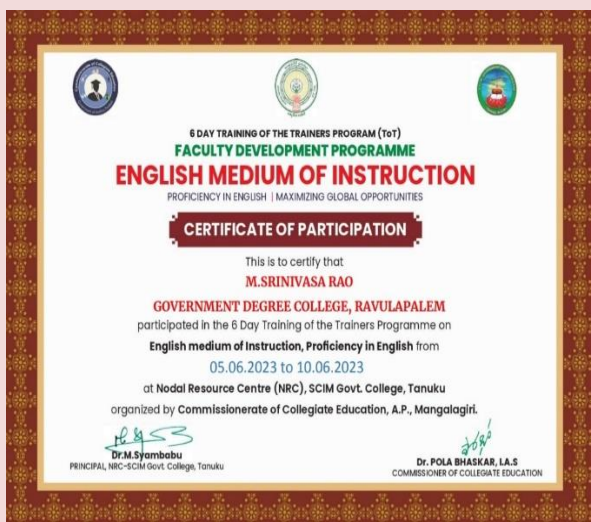 6 DAY TRAINING OF THE TRAINERS PROGRAM (ToT)
FACULTY DEVELOPMENT PROGRAMME
ENGLISH MEDIUM OF INSTRUCTION
PROFICIENCY IN ENGLISH | MAXIMIZING GLOBAL OPPORTUNITIES
CERTIFICATE OF PARTICIPATION
This is to certify that
M.SRINIVASA RAO
GOVERNMENT DEGREE COLLEGE, RAVULAPALEM
participated in the 6 Day Training of the Trainers Programme on
English medium of Instruction, Proficiency in English from
05.06.2023 to 10.06.2023
at Nodal Resource Centre (NRC), SCIM Govt. College, Tanuku
organized by Commissionerate of Collegiate Education, A.P., Mangalagiri.
Dr.M.Syambabu
PRINCIPAL, NRC-SCIM Govt. College, Tanuku
Dr. POLA BHASKAR, I.A.S
COMMISSIONER OF COLLEGIATE EDUCATION